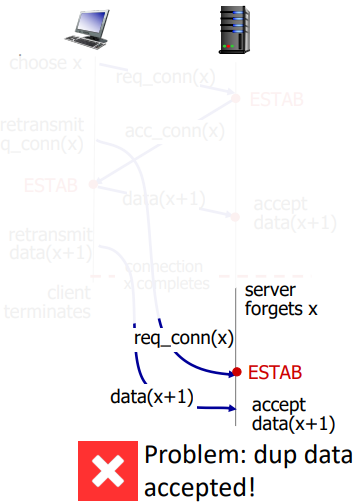 choose x
req_conn(x)
ESTAB
retransmit
q_conn(x)
acc_conn(x)
ESTAB
data(x+1)
accept
data(x+1)
retransmit
data(x+1)
connection
x completes
client
terminates
server
forgets x
req_conn(x)
ESTAB
data(x+1)
accept
data(x+1)
Problem: dup data
accepted!